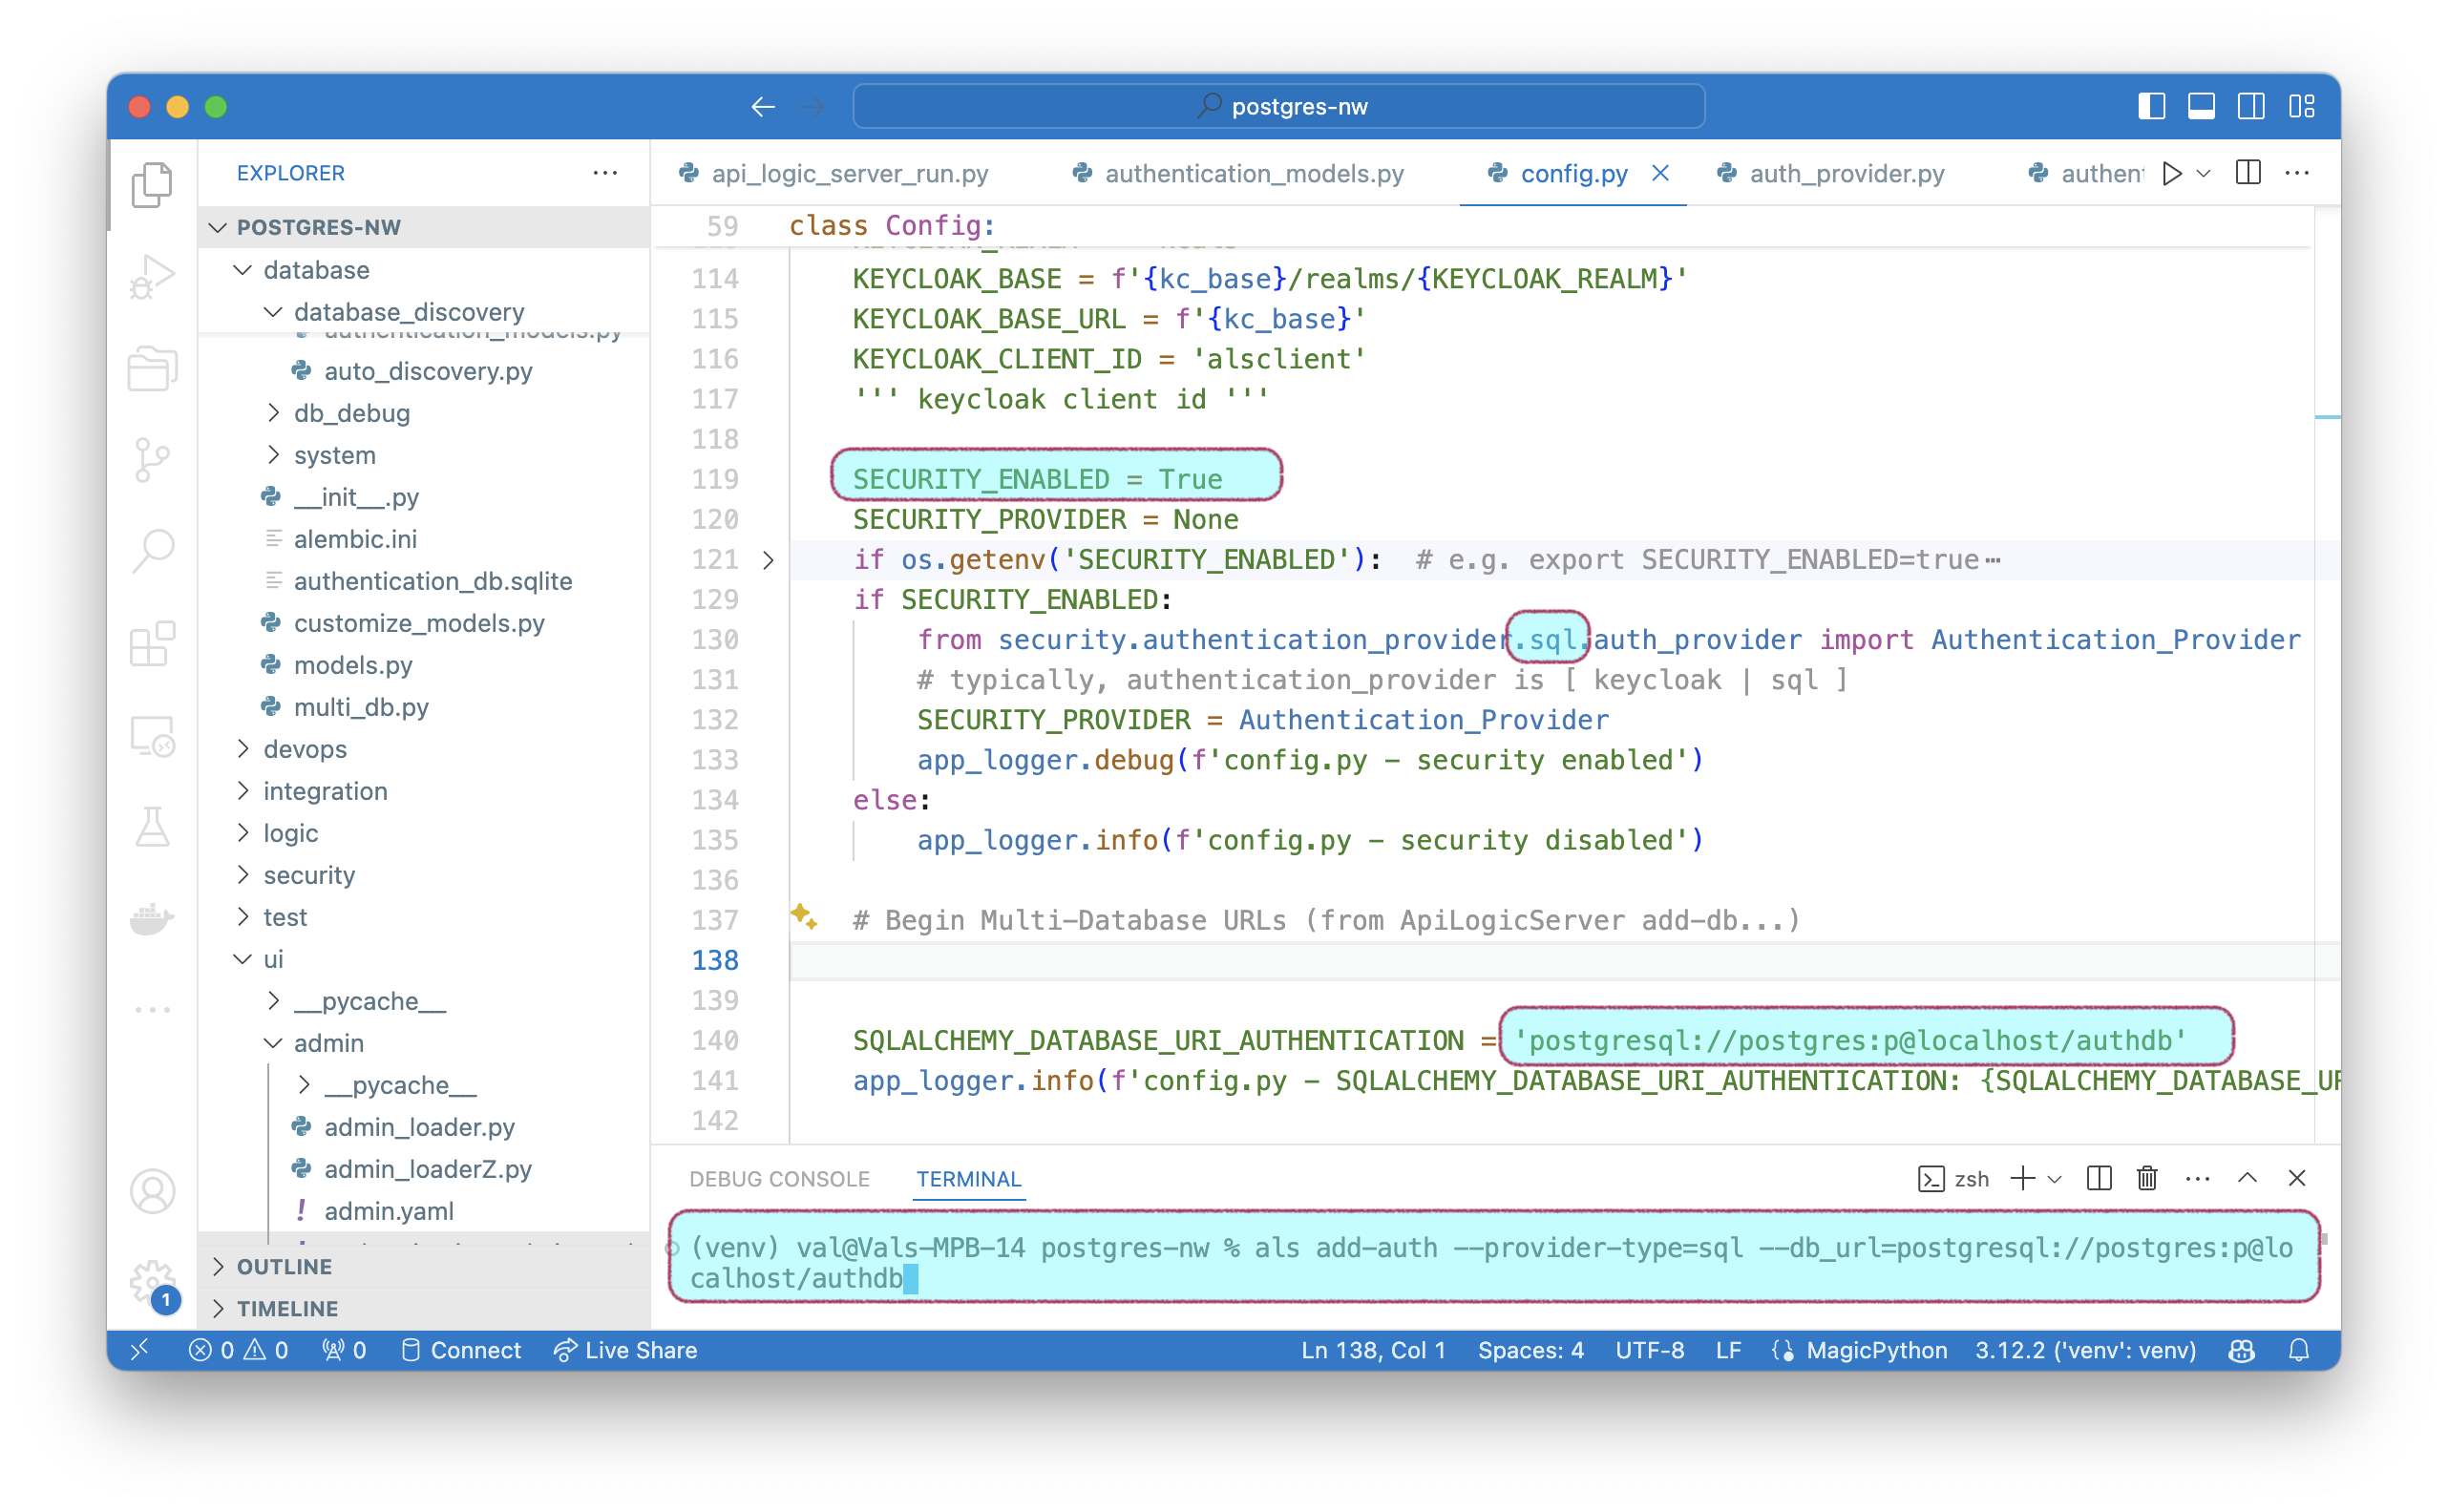 postgres-nw
EXPLORER
POSTGRES-NW
database
database_discovery
authentication_models.py
auto_discovery.py
db_debug
system
__init__.py
alembic.ini
authentication_db.sqlite
customize_models.py
models.py
multi_db.py
devops
integration
logic
security
test
ui
__pycache__
admin
__pycache__
admin_loader.py
admin_loaderZ.py
admin.yaml
OUTLINE
TIMELINE
api_logic_server_run.py authentication_models.py config.py auth_provider.py authent
59 class Config:
114 KEYCLOAK_BASE = f'{kc_base}/realms/{KEYCLOAK_REALM}'
115 KEYCLOAK_BASE_URL = f'{kc_base}'
116 KEYCLOAK_CLIENT_ID = 'alsclient'
117 ''' keycloak client id '''
118
119 SECURITY_ENABLED = True
120 SECURITY_PROVIDER = None
121 if os.getenv('SECURITY_ENABLED'):  # e.g. export SECURITY_ENABLED=true…
129 if SECURITY_ENABLED:
130 from security.authentication_provider.sql.auth_provider import Authentication_Provider
131 # typically, authentication_provider is [ keycloak | sql ]
132 SECURITY_PROVIDER = Authentication_Provider
133 app_logger.debug(f'config.py - security enabled')
134 else:
135 app_logger.info(f'config.py - security disabled')
136
137 # Begin Multi-Database URLs (from ApiLogicServer add-db...)
138
139
140 SQLALCHEMY_DATABASE_URI_AUTHENTICATION = 'postgresql://postgres:p@localhost/authdb'
141 app_logger.info(f'config.py - SQLALCHEMY_DATABASE_URI_AUTHENTICATION: {SQLALCHEMY_DATABASE_UR
142
DEBUG CONSOLE TERMINAL zsh
(venv) val@Vals-MPB-14 postgres-nw % als add-auth --provider-type=sql --db_url=postgresql://postgres:p@lo
calhost/authdb
1
0 0 0 Connect Live Share Ln 138, Col 1 Spaces: 4 UTF-8 LF MagicPython 3.12.2 ('venv': venv)